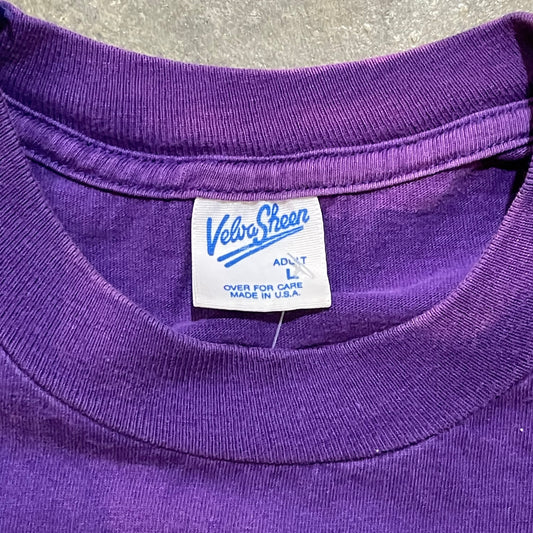 Velva Sheen
ADULT
L
OVER FOR CARE
MADE IN U.S.A.